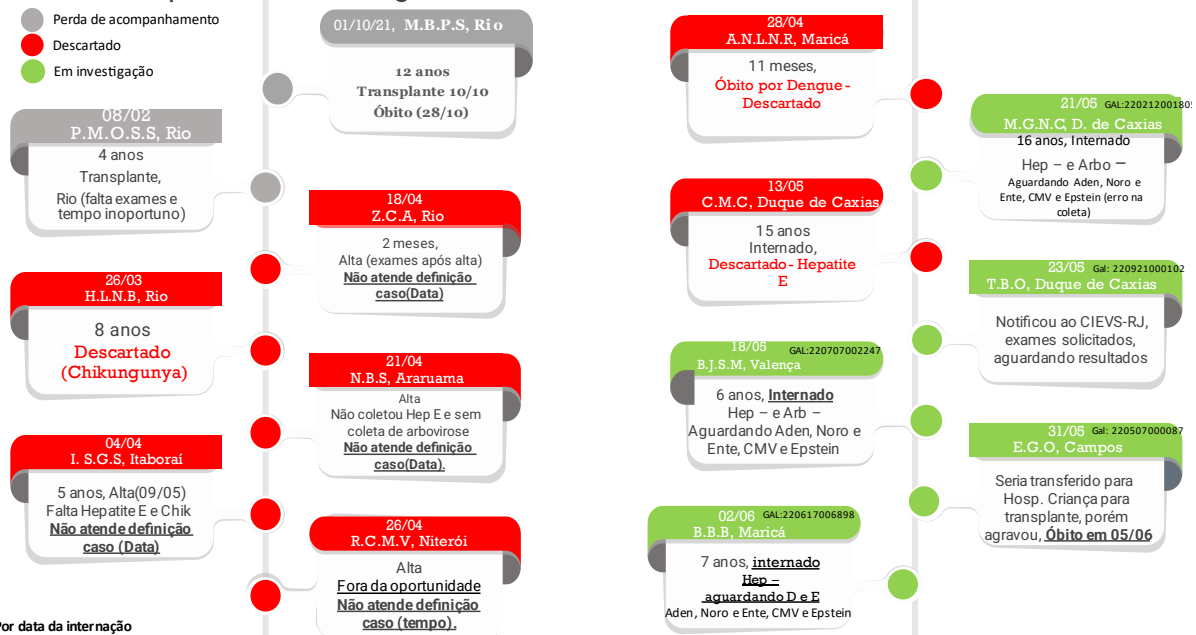 Perda de acompanhamento
Descartado
Em investigação
01/10/21, M.B.P.S, Rio
12 anos
Transplante 10/10
Óbito (28/10)
08/02
P.M.O.S.S, Rio
4 anos
Transplante,
Rio (falta exames e
tempo inoportuno)
18/04
Z.C.A, Rio
2 meses,
Alta (exames após alta)
Não atende definição
caso(Data)
26/03
H.L.N.B, Rio
8 anos
Descartado
(Chikungunya)
21/04
N.B.S, Araruama
Alta
Não coletou Hep E e sem
coleta de arbovirose
Não atende definição
caso(Data).
04/04
I. S.G.S, Itaboraí
5 anos, Alta(09/05)
Falta Hepatite E e Chik
Não atende definição
caso (Data)
26/04
R.C.M.V, Niterói
Alta
Fora da oportunidade
Não atende definição
caso (tempo).
Por data da internação
28/04
A.N.L.N.R, Maricá
11 meses,
Óbito por Dengue -
Descartado
21/05 GAL:220212001805
M.G.N.C, D. de Caxias
16 anos, Internado
Hep – e Arbo –
Aguardando Aden, Noro e
Ente, CMV e Epstein (erro na
coleta)
13/05
C.M.C, Duque de Caxias
15 anos
Internado,
Descartado - Hepatite
E
23/05 Gal: 220921000102
T.B.O, Duque de Caxias
Notificou ao CIEVS-RJ,
exames solicitados,
aguardando resultados
18/05 GAL:220707002247
B.J.S.M, Valença
6 anos, Internado
Hep – e Arb –
Aguardando Aden, Noro e
Ente, CMV e Epstein
31/05 Gal: 220507000087
E.G.O, Campos
Seria transferido para
Hosp. Criança para
transplante, porém
agravou, Óbito em 05/06
02/06 GAL:220617006898
B.B.B, Maricá
7 anos, internado
Hep –
aguardando D e E
Aden, Noro e Ente, CMV e Epstein